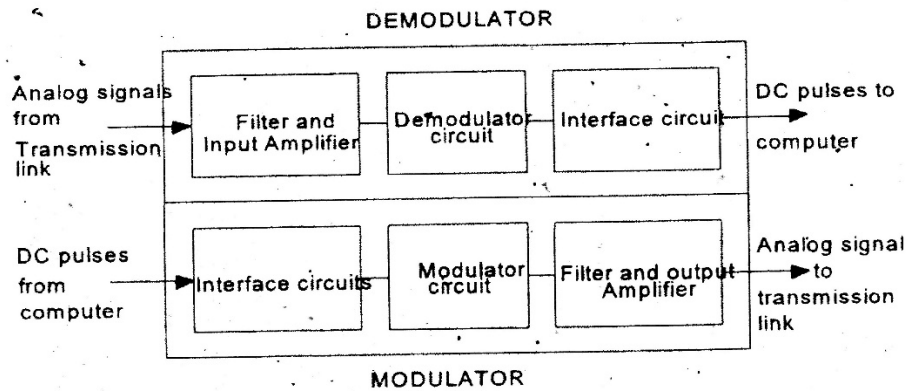 DEMODULATOR
Analog signals
from
Transmission
link
Filter and
Input Amplifier
Demodulator
circuit
Interface circuit
DC pulses to
computer
DC pulses
from
computer
Interface circuits
Modulator
circuit
Filter and output
Amplifier
Analog signal
to
transmission
link
MODULATOR